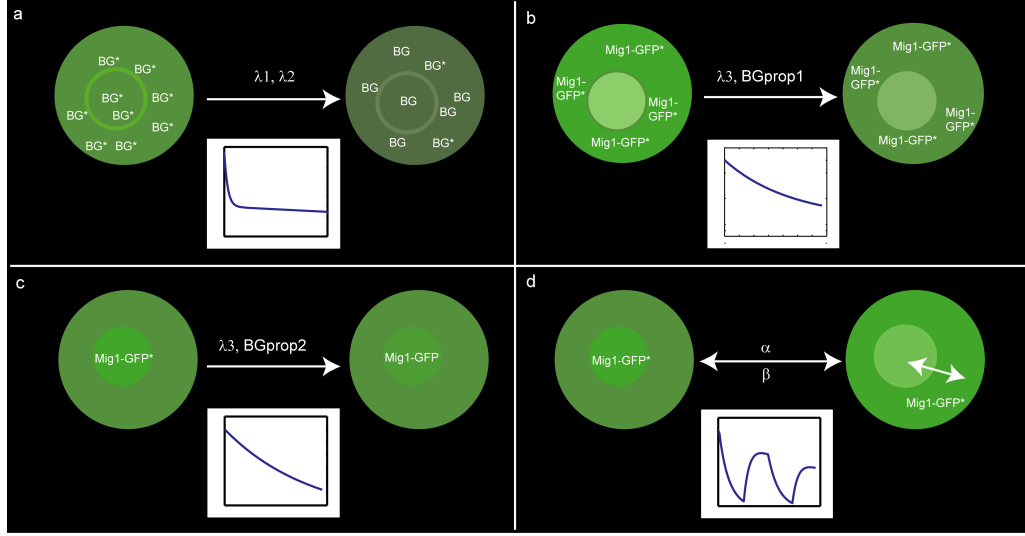 a
BG*
BG*
BG*
BG*
BG*
BG*
BG*
BG*
BG*
λ1, λ2
BG
BG*
BG
BG
BG
BG
BG
BG*
b
Mig1-GFP*
Mig1-
GFP*
Mig1-
GFP*
Mig1-GFP*
λ3, BGprop1
Mig1-GFP*
Mig1-
GFP*
Mig1-
GFP*
Mig1-GFP*
c
Mig1-GFP*
λ3, BGprop2
Mig1-GFP
d
Mig1-GFP*
α
β
Mig1-GFP*